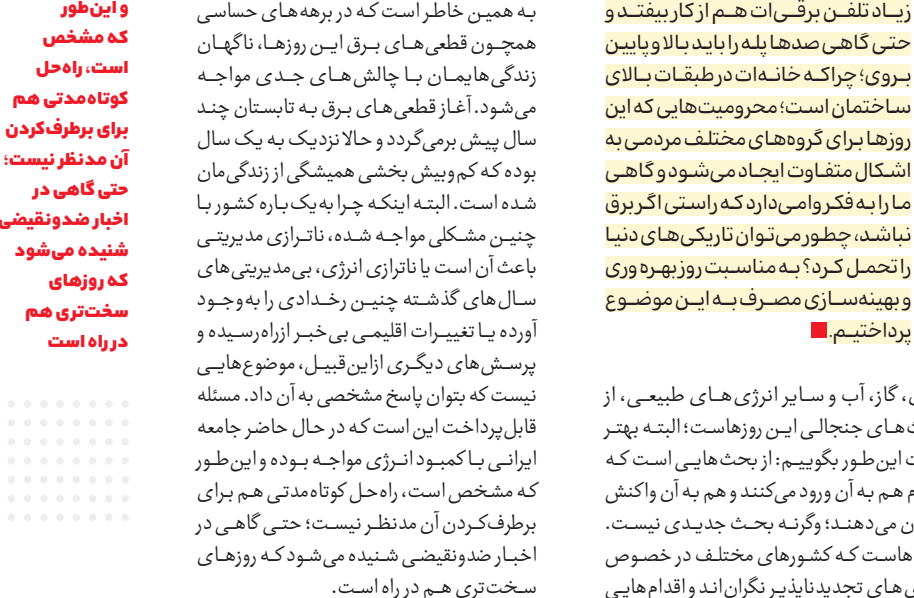 زیاد تلفن برقی‌ات هم از کار بیفتد و
حتی گاهی صدها پله را باید بالا و پایین
بروی؛ چراکه خانه‌ات در طبقات بالای
ساختمان است؛ محرومیت‌هایی که این
روزها برای گروه‌های مختلف مردمی به
اشکال متفاوت ایجاد می‌شود و گاهی
ما را به فکر وامی‌دارد که راستی اگر برق
نباشد، چطور می‌توان تاریکی‌های دنیا
را تحمل کرد؟ به مناسبت روز بهره‌وری
و بهینه‌سازی مصرف به این موضوع
پرداختیم.
، گاز، آب و سایر انرژی‌های طبیعی، از
های جنجالی این روزهاست؛ البته بهتر
این‌طور بگوییم: از بحث‌هایی است که
هم به آن ورود می‌کنند و هم به آن واکنش
می‌دهند؛ وگرنه بحث جدیدی نیست.
هاست که کشورهای مختلف در خصوص
های تجدیدناپذیر نگران‌اند و اقدام‌هایی
به همین خاطر است که در برهه‌های حساسی
همچون قطعی‌های برق این روزها، ناگهان
زندگی‌هایمان با چالش‌های جدی مواجه
می‌شود. آغاز قطعی‌های برق به تابستان چند
سال پیش برمی‌گردد و حالا نزدیک به یک سال
بوده که کم‌وبیش بخشی همیشگی از زندگی‌مان
شده است. البته اینکه چرا به یک‌باره کشور با
چنین مشکلی مواجه شده، ناترازی مدیریتی
باعث آن است یا ناترازی انرژی، بی‌مدیریتی‌های
سال‌های گذشته چنین رخدادی را به‌وجود
آورده یا تغییرات اقلیمی بی‌خبر از راه رسیده و
پرسش‌های دیگری از این قبیل، موضوع‌هایی
نیست که بتوان پاسخ مشخصی به آن داد. مسئله
قابل‌پرداخت این است که در حال حاضر جامعه
ایرانی با کمبود انرژی مواجه بوده و این‌طور
که مشخص است، راه‌حل کوتاه‌مدتی هم برای
برطرف‌کردن آن مدنظر نیست؛ حتی گاهی در
اخبار ضدونقیضی شنیده می‌شود که روزهای
سخت‌تری هم در راه است.
و این‌طور
که مشخص
است، راه‌حل
کوتاه‌مدتی هم
برای برطرف‌کردن
آن مدنظر نیست؛
حتی گاهی در
اخبار ضدونقیضی
شنیده می‌شود
که روزهای
سخت‌تری هم
در راه است